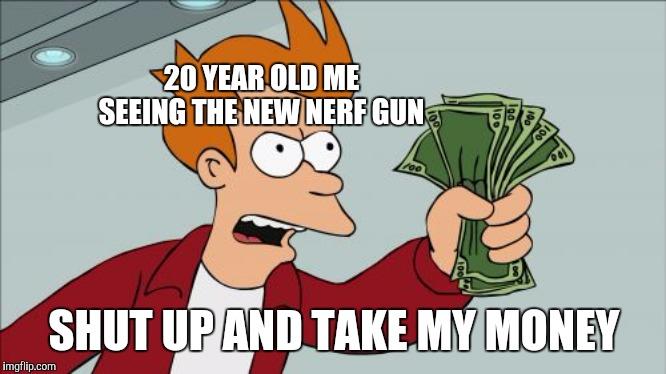 20 YEAR OLD ME
SEEING THE NEW NERF GUN
SHUT UP AND TAKE MY MONEY
imgflip.com